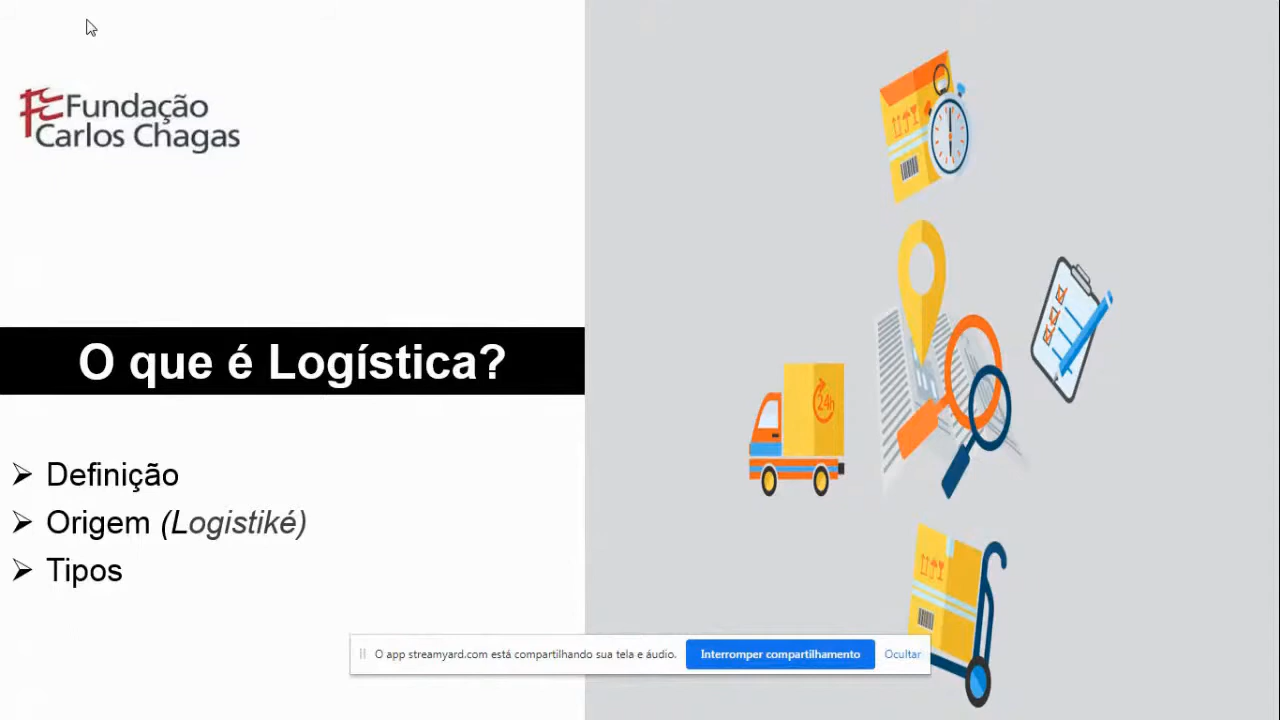 Fundação
Carlos Chagas
O que é Logística?
➢ Definição
➢ Origem (Logistiké)
➢ Tipos
24h
O app streamyard.com está compartilhando sua tela e áudio. Interromper compartilhamento Ocultar